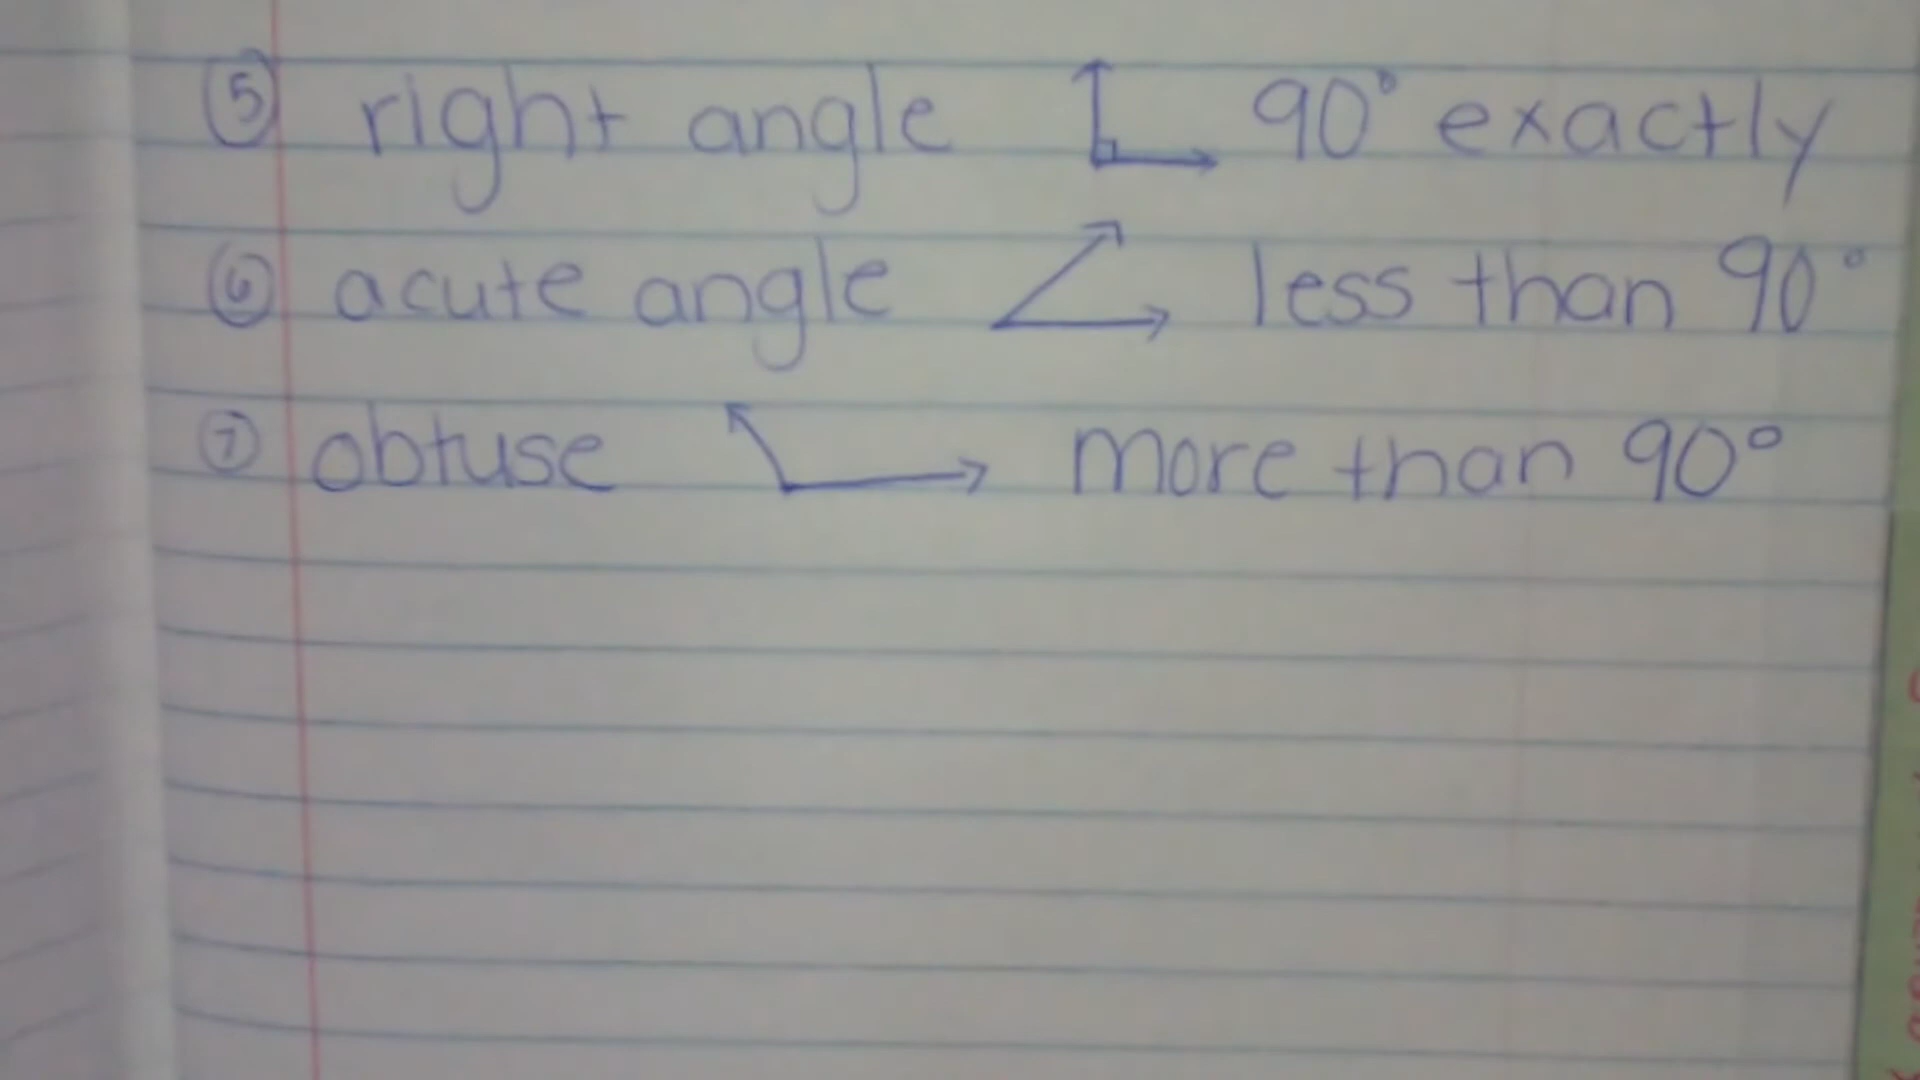 ⑤ right angle 90° exactly
⑥ acute angle less than 90°
⑦ obtuse more than 90°